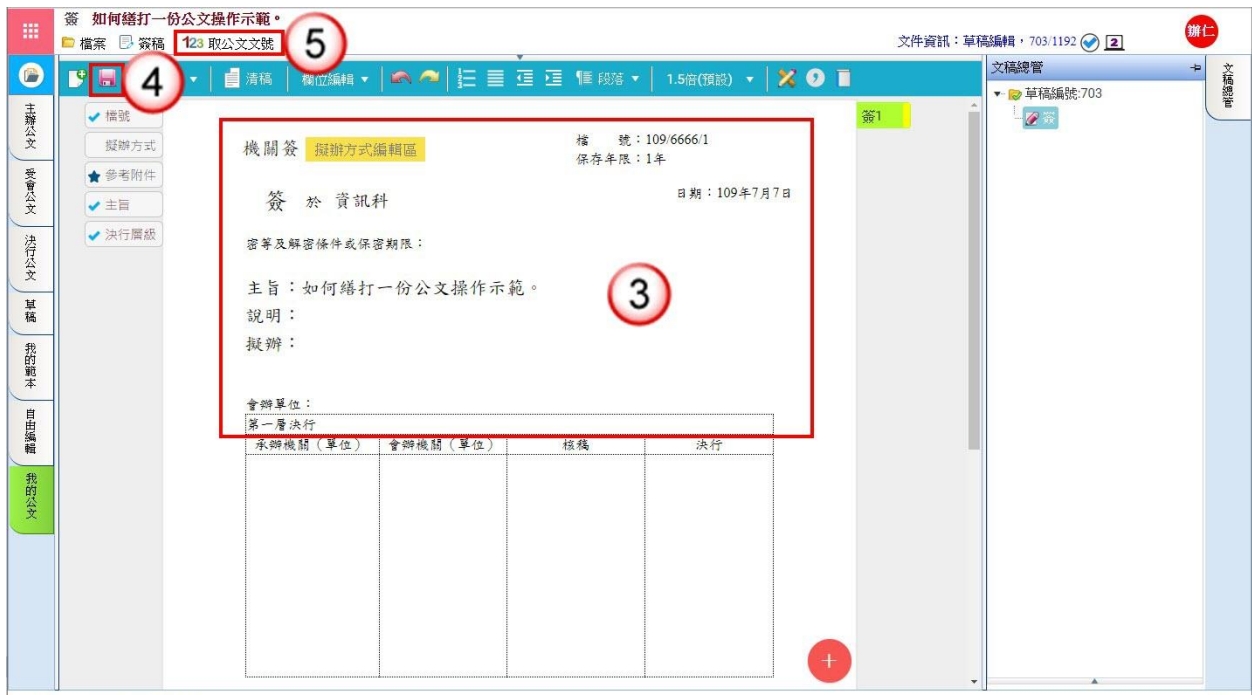 簽 如何繕打一份公文操作示範。
檔案 簽稿 123 取公文文號 5
文件資訊：草稿編輯，703/1192 2
辦仁
4 清稿 欄位編輯 段落 1.5倍(預設)
文稿總管
文稿總管
草稿編號:703
簽
主辦公文
受會公文
決行公文
草稿
我的範本
自由編輯
我的公文
檔號
擬辦方式
參考附件
主旨
決行層級
簽1
機關簽 擬辦方式編輯區
檔 號：109/6666/1
保存年限：1年
簽 於 資訊科
日期：109年7月7日
密等及解密條件或保密期限：
主旨：如何繕打一份公文操作示範。
3
說明：
擬辦：
會辦單位：
第一層決行
承辦機關（單位） 會辦機關（單位） 核稿 決行